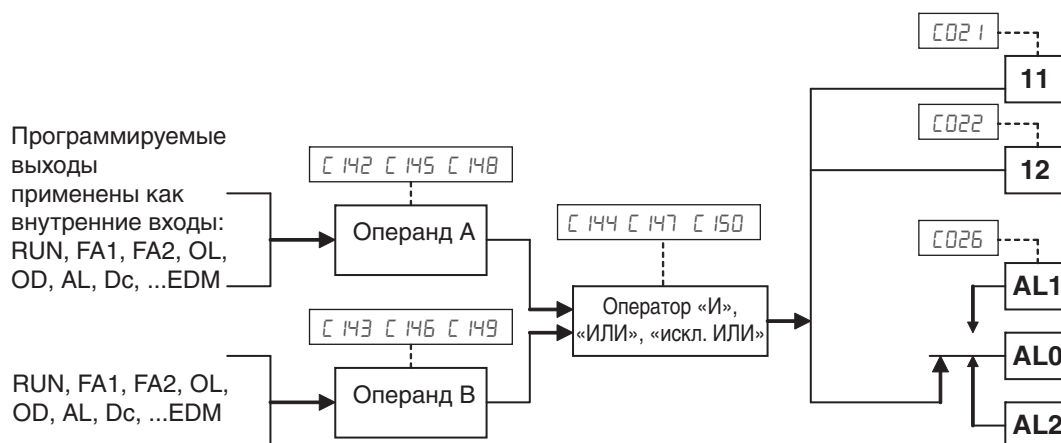 C021
11
C022
12
Программируемые
выходы
применены как
внутренние входы:
RUN, FA1, FA2, OL,
OD, AL, Dc, ...EDM
C142 C145 C148
Операнд A
C144 C147 C150
Оператор «И»,
«ИЛИ», «искл. ИЛИ»
C026
AL1
AL0
AL2
C143 C146 C149
Операнд B
RUN, FA1, FA2, OL,
OD, AL, Dc, ...EDM